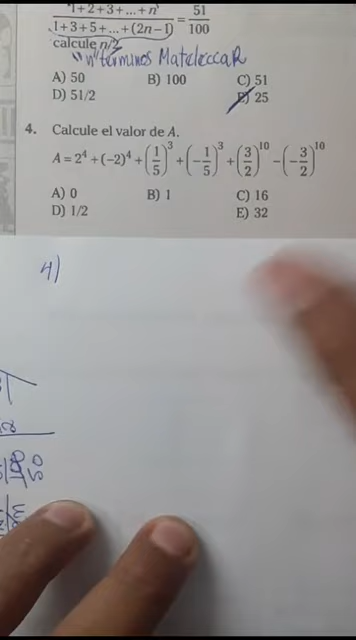 1+2+3+...+n / 1+3+5+...+(2n−1) = 51/100
calcule n/2
"n" términos
A) 50 B) 100 C) 51
D) 51/2 E) 25
4. Calcule el valor de A.
A = 2⁴ + (−2)⁴ + (1/5)³ + (−1/5)³ + (3/2)¹⁰ − (−3/2)¹⁰
A) 0 B) 1 C) 16
D) 1/2 E) 32
4)
50